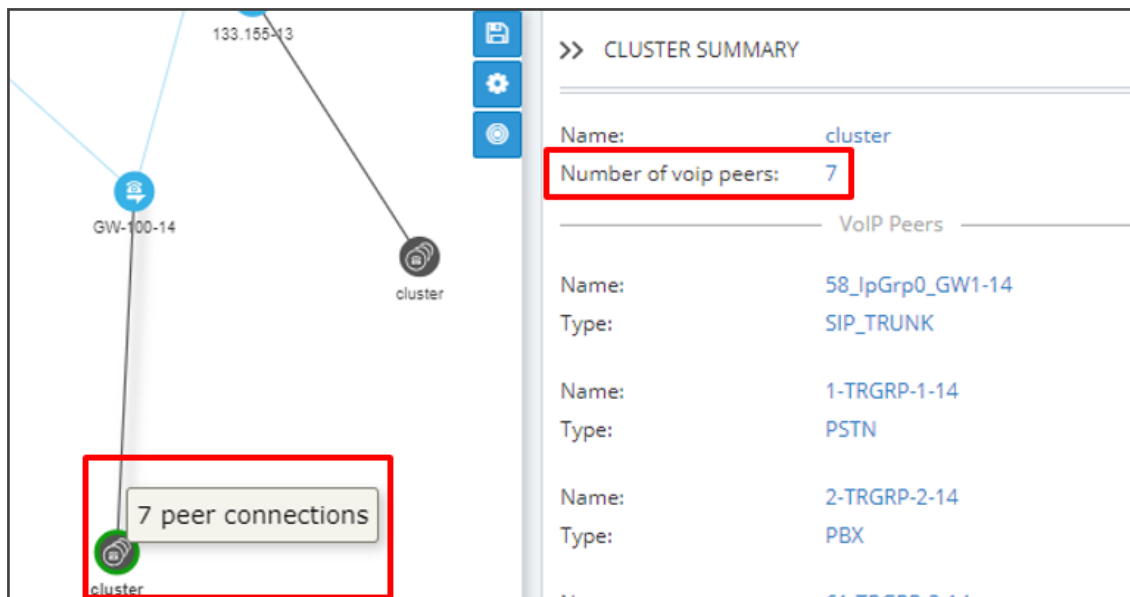 133.155-13
GW-100-14
cluster
7 peer connections
cluster
CLUSTER SUMMARY
Name: cluster
Number of voip peers: 7
VoIP Peers
Name: 58_IpGrp0_GW1-14
Type: SIP_TRUNK
Name: 1-TRGRP-1-14
Type: PSTN
Name: 2-TRGRP-2-14
Type: PBX